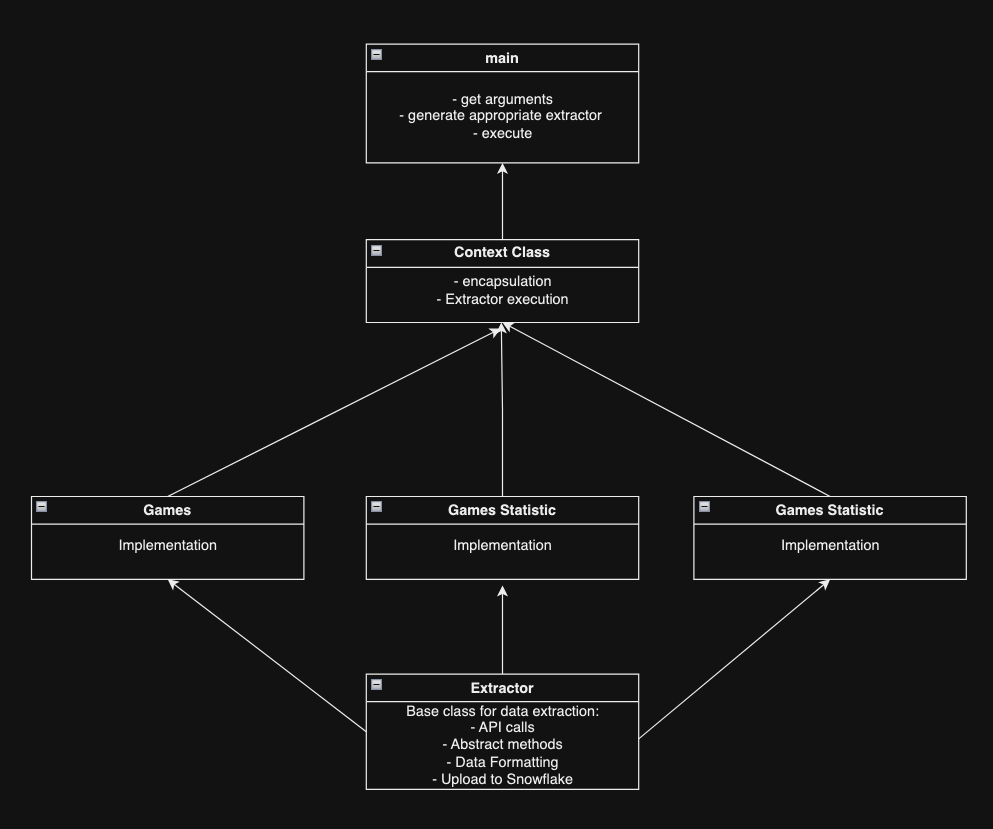 main
- get arguments
- generate appropriate extractor
- execute
Context Class
- encapsulation
- Extractor execution
Games
Implementation
Games Statistic
Implementation
Games Statistic
Implementation
Extractor
Base class for data extraction:
- API calls
- Abstract methods
- Data Formatting
- Upload to Snowflake